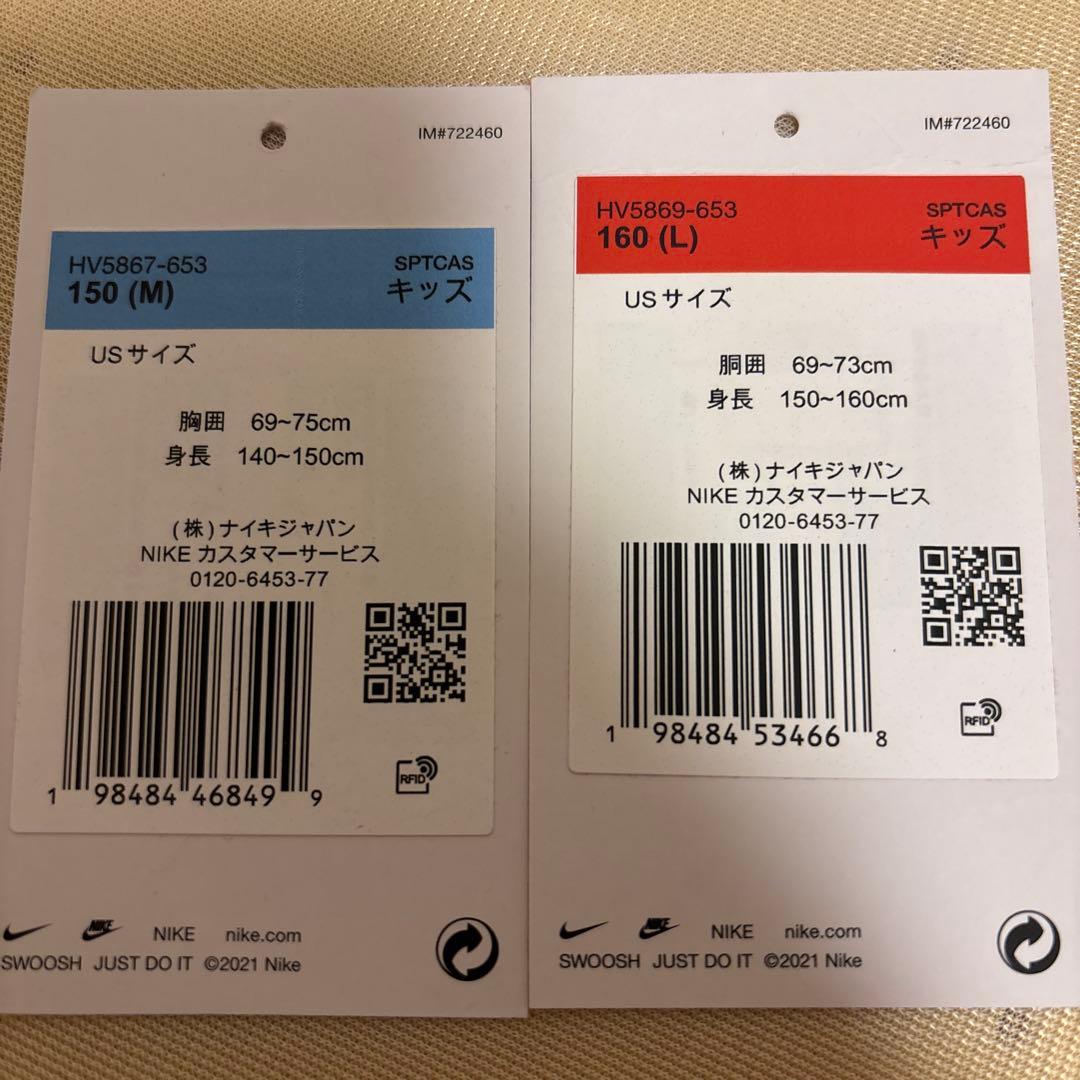 IM#722460
HV5867-653
SPTCAS
150 (M)
キッズ
USサイズ
胸囲 69~75cm
身長 140~150cm
(株)ナイキジャパン
NIKE カスタマーサービス
0120-6453-77
1 98484 46849 9
RFID
NIKE nike.com
SWOOSH JUST DO IT ©2021 Nike
IM#722460
HV5869-653
SPTCAS
160 (L)
キッズ
USサイズ
胴囲 69~73cm
身長 150~160cm
(株)ナイキジャパン
NIKE カスタマーサービス
0120-6453-77
1 98484 53466 8
RFID
NIKE nike.com
SWOOSH JUST DO IT ©2021 Nike